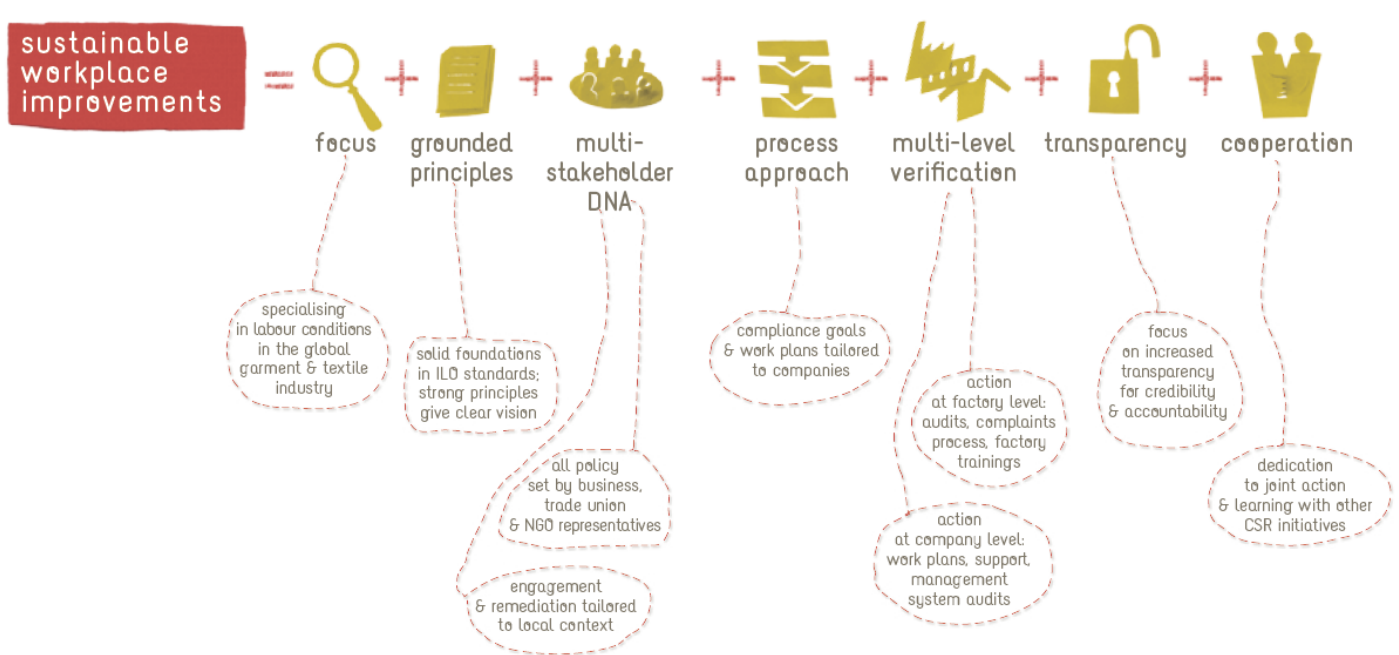 sustainable
workplace
improvements
=
+
+
+
+
+
+
focus
grounded
principles
multi-
stakeholder
DNA
process
approach
multi-level
verification
transparency
cooperation
specialising
in labour conditions
in the global
garment & textile
industry
solid foundations
in ILO standards;
strong principles
give clear vision
all policy
set by business,
trade union
& NGO representatives
engagement
& remediation tailored
to local context
compliance goals
& work plans tailored
to companies
action
at factory level:
audits, complaints
process, factory
trainings
action
at company level:
work plans, support,
management
system audits
focus
on increased
transparency
for credibility
& accountability
dedication
to joint action
& learning with other
CSR initiatives